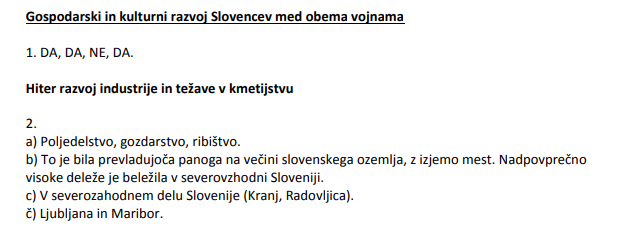 Gospodarski in kulturni razvoj Slovencev med obema vojnama
1. DA, DA, NE, DA.
Hiter razvoj industrije in težave v kmetijstvu
2.
a) Poljedelstvo, gozdarstvo, ribištvo.
b) To je bila prevladujoča panoga na večini slovenskega ozemlja, z izjemo mest. Nadpovprečno
visoke deleže je beležila v severovzhodni Sloveniji.
c) V severozahodnem delu Slovenije (Kranj, Radovljica).
č) Ljubljana in Maribor.